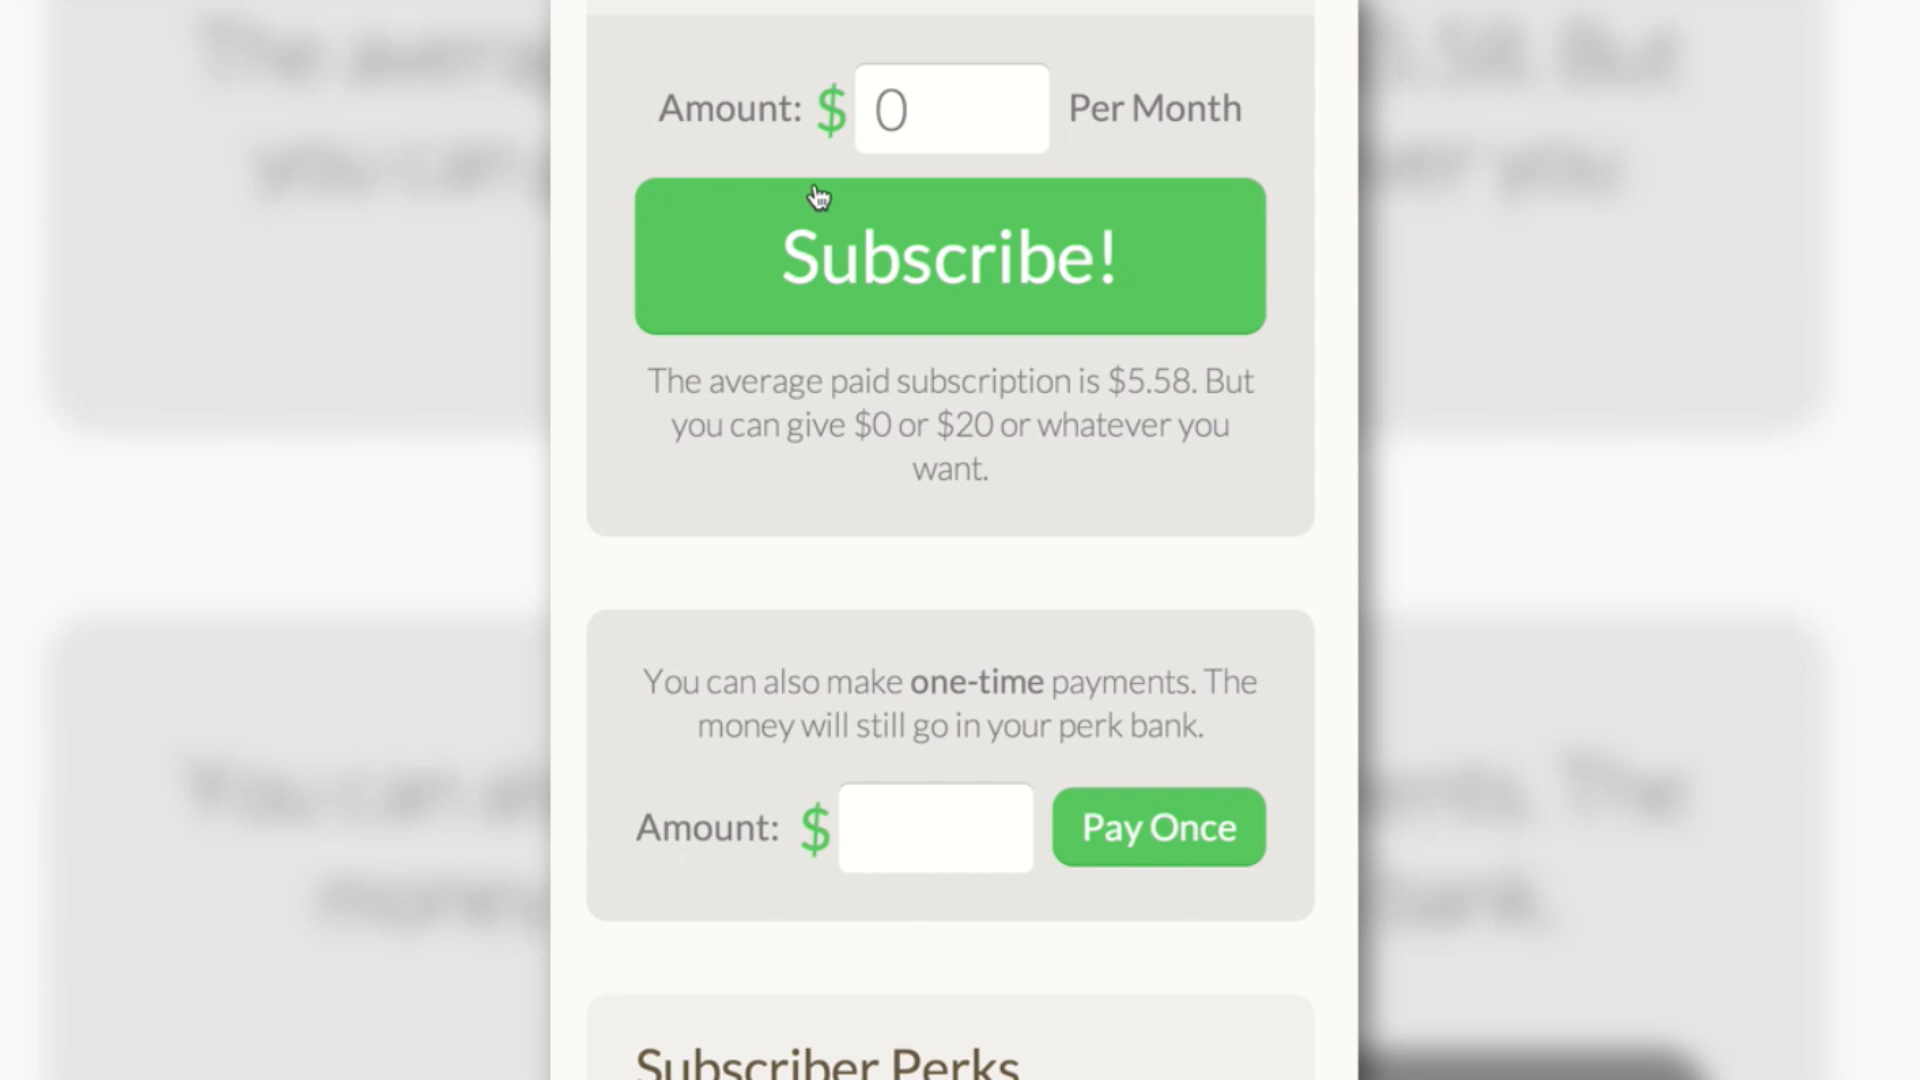 Amount: $ 0 Per Month
Subscribe!
The average paid subscription is $5.58. But
you can give $0 or $20 or whatever you
want.
You can also make one-time payments. The
money will still go in your perk bank.
Amount: $ Pay Once
Subscriber Perks